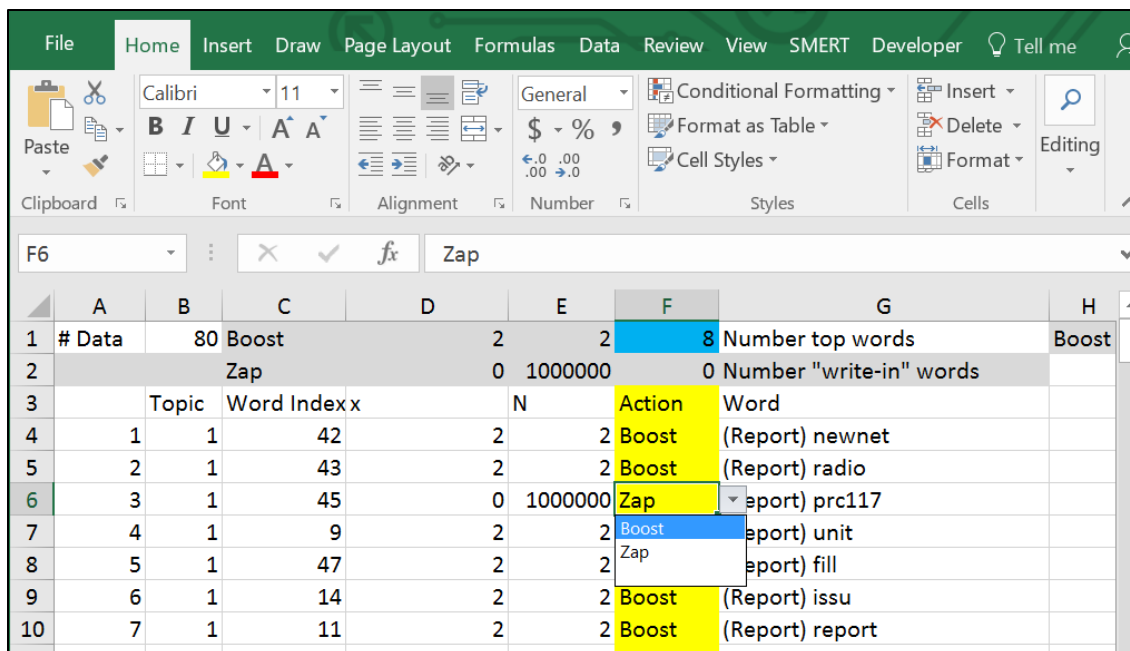 File Home Insert Draw Page Layout Formulas Data Review View SMERT Developer Tell me
Calibri 11 General Conditional Formatting Insert
B I U A A $ % , Format as Table Delete
Paste A .0 .00 .00 .0 Cell Styles Format Editing
Clipboard Font Alignment Number Styles Cells
F6 fx Zap
A B C D E F G H
1 # Data 80 Boost 2 2 8 Number top words Boost
2 Zap 0 1000000 0 Number "write-in" words
3 Topic Word Index x N Action Word
4 1 1 42 2 2 Boost (Report) newnet
5 2 1 43 2 2 Boost (Report) radio
6 3 1 45 0 1000000 Zap eport) prc117
7 4 1 9 2 2 Boost eport) unit
8 5 1 47 2 2 Zap eport) fill
9 6 1 14 2 2 Boost (Report) issu
10 7 1 11 2 2 Boost (Report) report